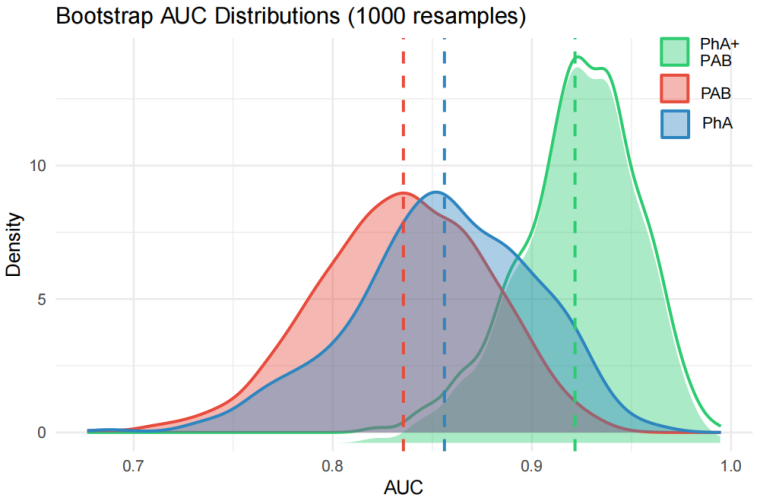 Bootstrap AUC Distributions (1000 resamples)
PhA+
PAB
PAB
PhA
10
5
0
Density
0.7
0.8
0.9
1.0
AUC